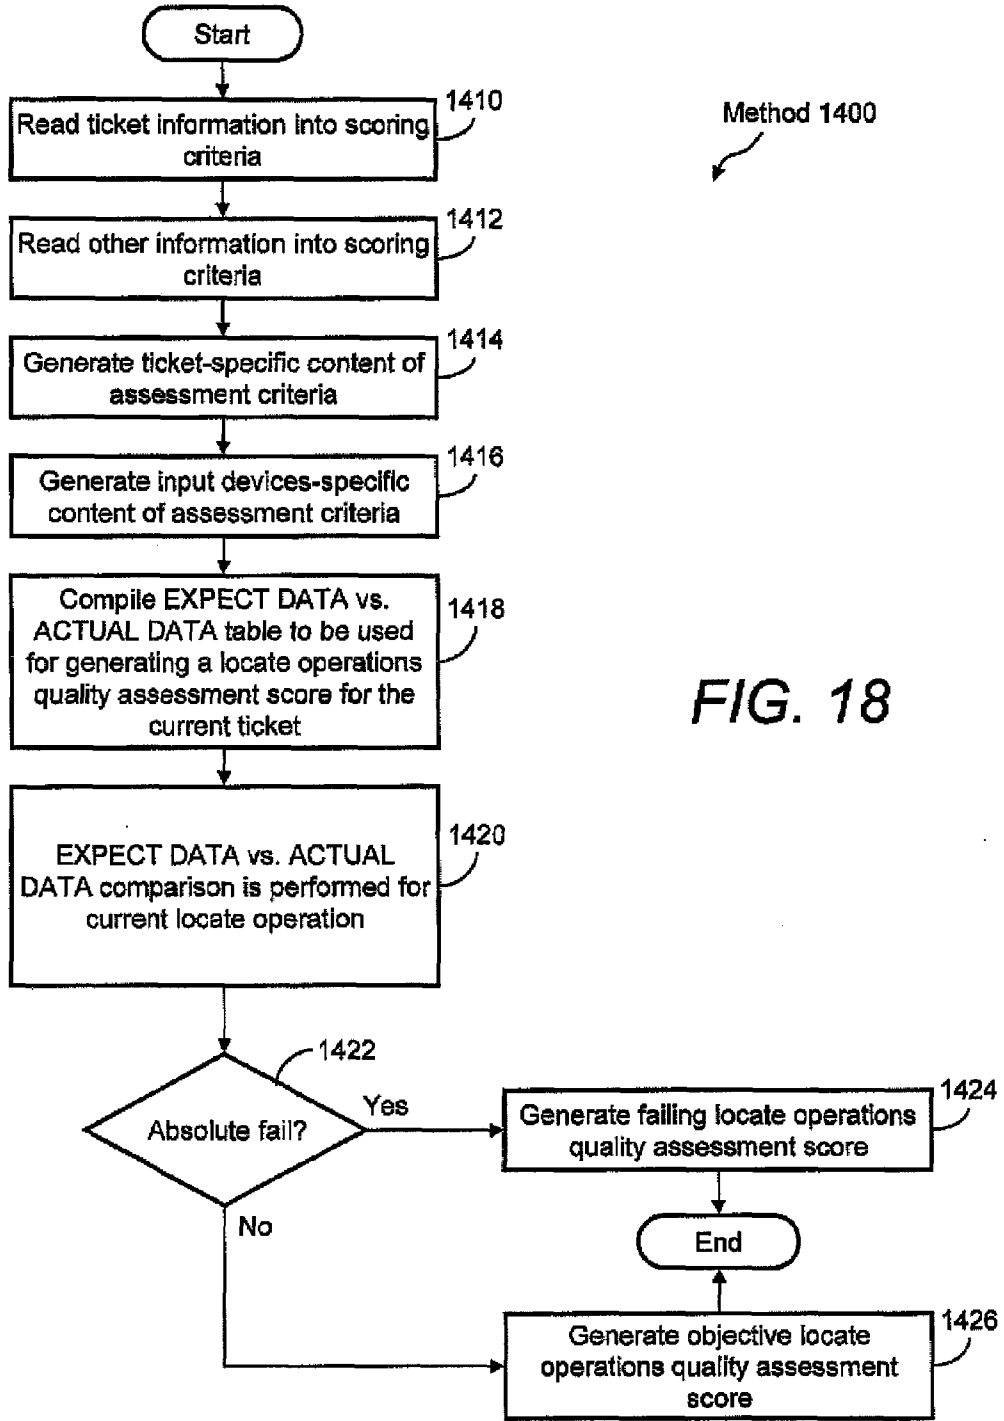 Start
1410
Read ticket information into scoring
criteria
Method 1400
1412
Read other information into scoring
criteria
1414
Generate ticket-specific content of
assessment criteria
1416
Generate input devices-specific
content of assessment criteria
1418
Compile EXPECT DATA vs.
ACTUAL DATA table to be used
for generating a locate operations
quality assessment score for the
current ticket
FIG. 18
1420
EXPECT DATA vs. ACTUAL
DATA comparison is performed for
current locate operation
1422
Absolute fail?
Yes
1424
Generate failing locate operations
quality assessment score
No
End
1426
Generate objective locate
operations quality assessment
score